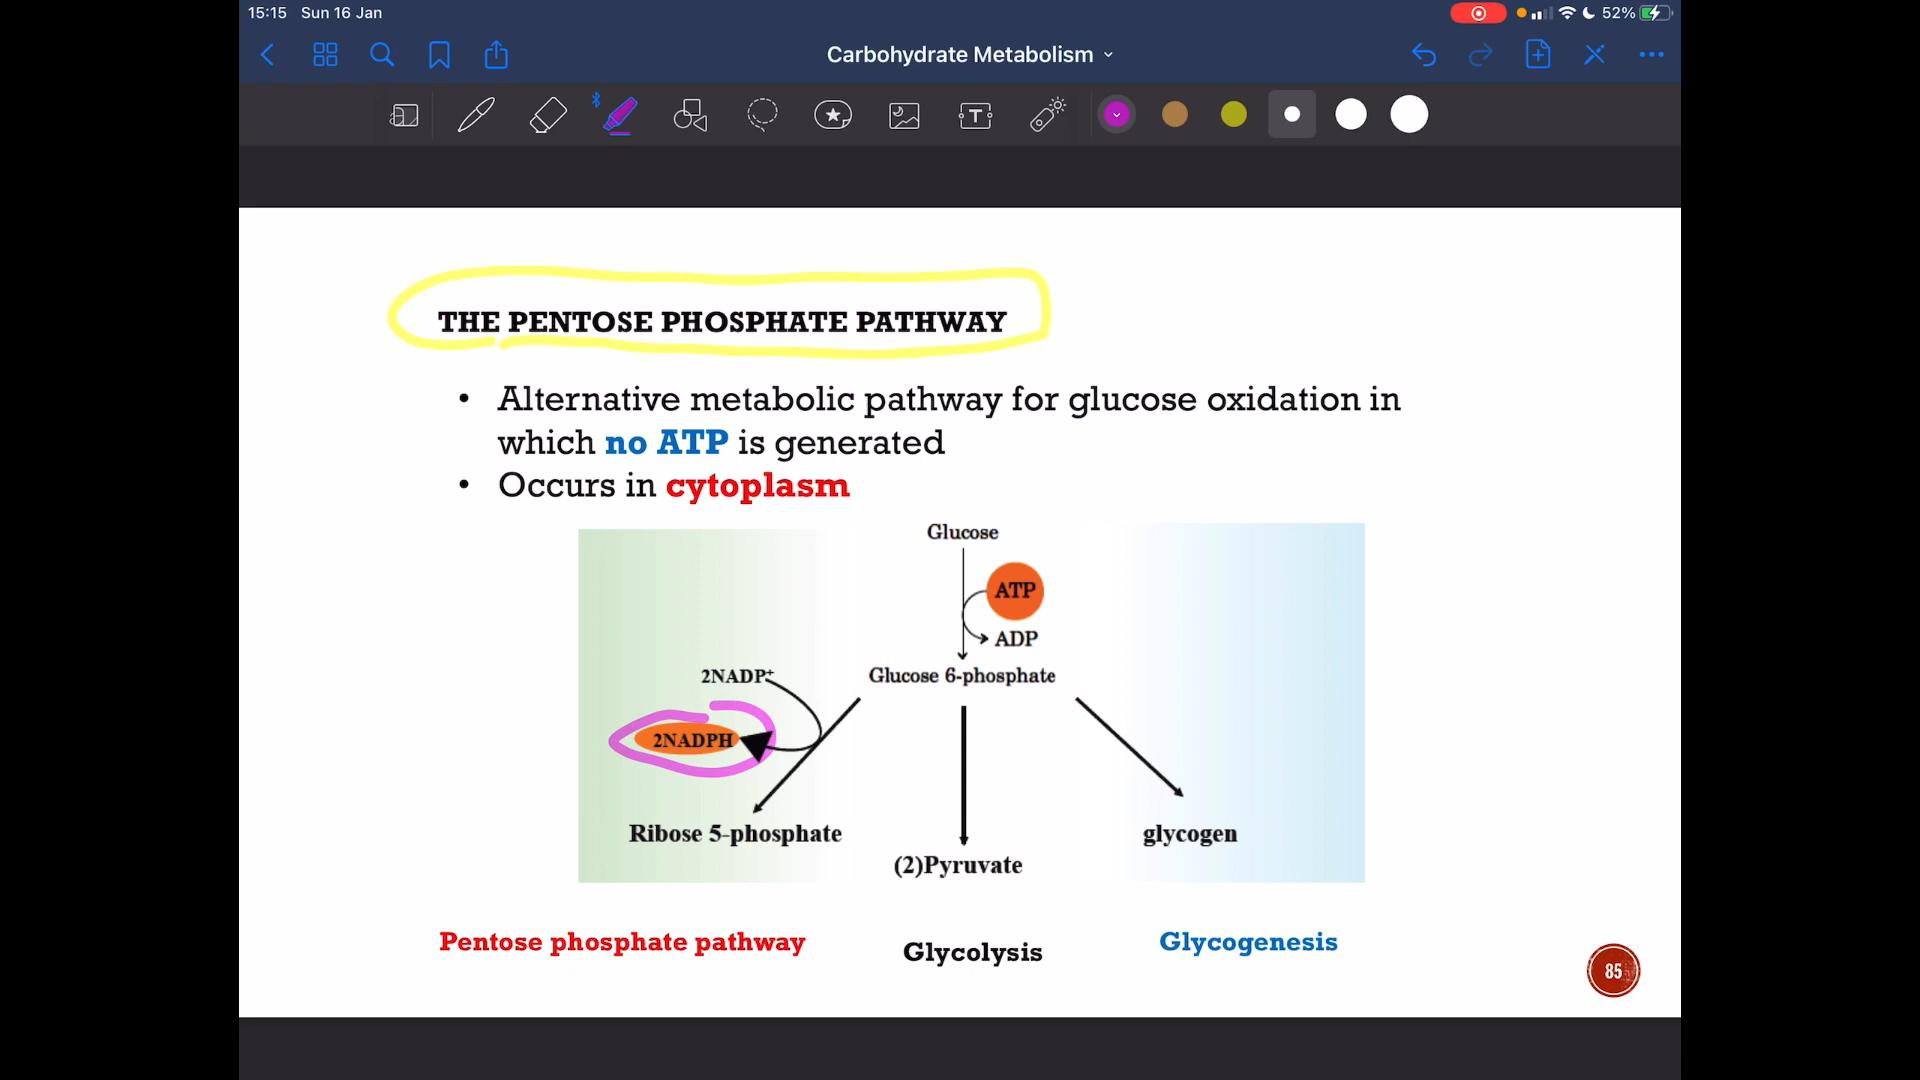 15:15 Sun 16 Jan
52%
Carbohydrate Metabolism
THE PENTOSE PHOSPHATE PATHWAY
• Alternative metabolic pathway for glucose oxidation in
which no ATP is generated
• Occurs in cytoplasm
Glucose
ATP
ADP
2NADP+
Glucose 6-phosphate
2NADPH
Ribose 5-phosphate
glycogen
(2)Pyruvate
Pentose phosphate pathway
Glycolysis
Glycogenesis
85